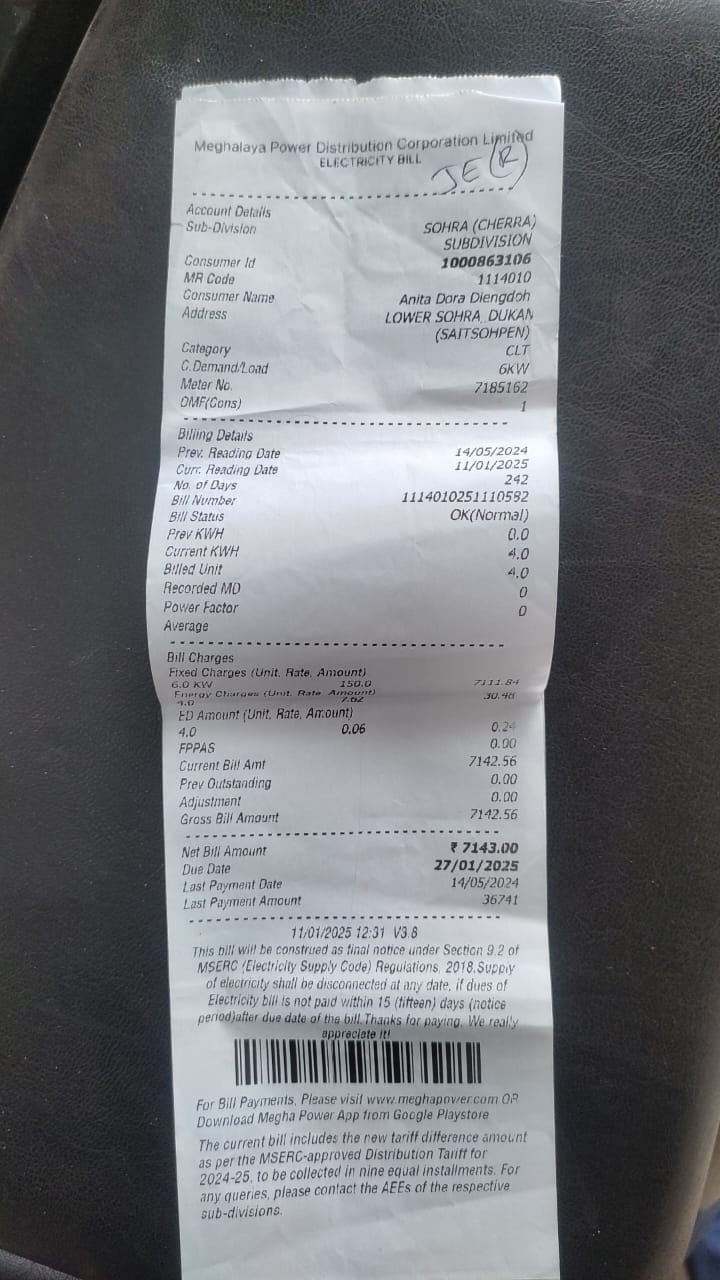 Meghalaya Power Distribution Corporation Limited
ELECTRICITY BILL
JE R
Account Details
Sub-Division SOHRA (CHERRA) SUBDIVISION
Consumer Id 1000863106
MR Code 1114010
Consumer Name Anita Dora Diengdoh
Address LOWER SOHRA, DUKAN (SAITSOHPEN)
Category CLT
C.Demand/Load 6KW
Meter No. 7185162
OMF(Cons) 1
Billing Details
Prev. Reading Date 14/05/2024
Curr. Reading Date 11/01/2025
No. of Days 242
Bill Number 1114010251110592
Bill Status OK(Normal)
Prev KWH 0.0
Current KWH 4.0
Billed Unit 4.0
Recorded MD 0
Power Factor 0
Average
Bill Charges
Fixed Charges (Unit, Rate, Amount)
6.0 KW 150.0 7111.84
Energy Charges (Unit, Rate, Amount)
4.0 7.62 30.48
ED Amount (Unit, Rate, Amount)
4.0 0.06 0.24
FPPAS 0.00
Current Bill Amt 7142.56
Prev Outstanding 0.00
Adjustment 0.00
Gross Bill Amount 7142.56
Net Bill Amount ₹ 7143.00
Due Date 27/01/2025
Last Payment Date 14/05/2024
Last Payment Amount 36741
11/01/2025 12:31 V3.8
This bill will be construed as final notice under Section 9.2 of
MSERC (Electricity Supply Code) Regulations, 2018.Supply
of electricity shall be disconnected at any date, if dues of
Electricity bill is not paid within 15 (fifteen) days (notice
period)after due date of the bill.Thanks for paying. We really
appreciate it!
For Bill Payments, Please visit www.meghapower.com OR
Download Megha Power App from Google Playstore
The current bill includes the new tariff difference amount
as per the MSERC-approved Distribution Tariff for
2024-25, to be collected in nine equal installments. For
any queries, please contact the AEEs of the respective
sub-divisions.